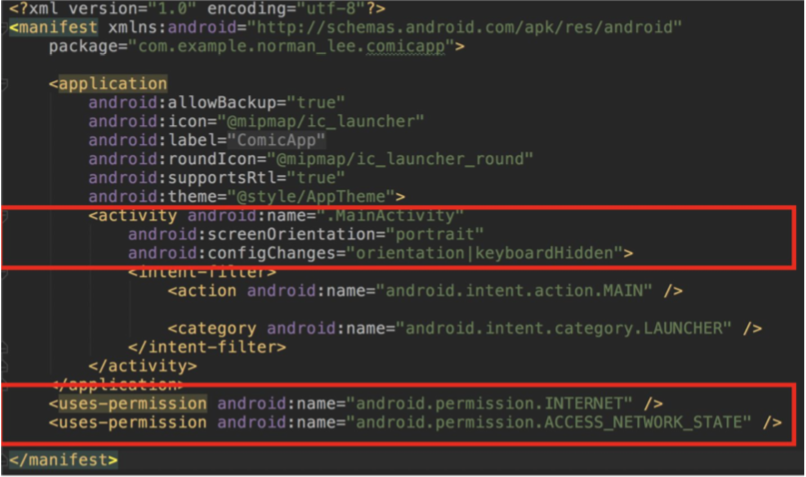 <?xml version="1.0" encoding="utf-8"?>
<manifest xmlns:android="http://schemas.android.com/apk/res/android"
    package="com.example.norman_lee.comicapp">

    <application
        android:allowBackup="true"
        android:icon="@mipmap/ic_launcher"
        android:label="ComicApp"
        android:roundIcon="@mipmap/ic_launcher_round"
        android:supportsRtl="true"
        android:theme="@style/AppTheme">
        <activity android:name=".MainActivity"
            android:screenOrientation="portrait"
            android:configChanges="orientation|keyboardHidden">
            <intent-filter>
                <action android:name="android.intent.action.MAIN" />

                <category android:name="android.intent.category.LAUNCHER" />
            </intent-filter>
        </activity>
    </application>
    <uses-permission android:name="android.permission.INTERNET" />
    <uses-permission android:name="android.permission.ACCESS_NETWORK_STATE" />

</manifest>